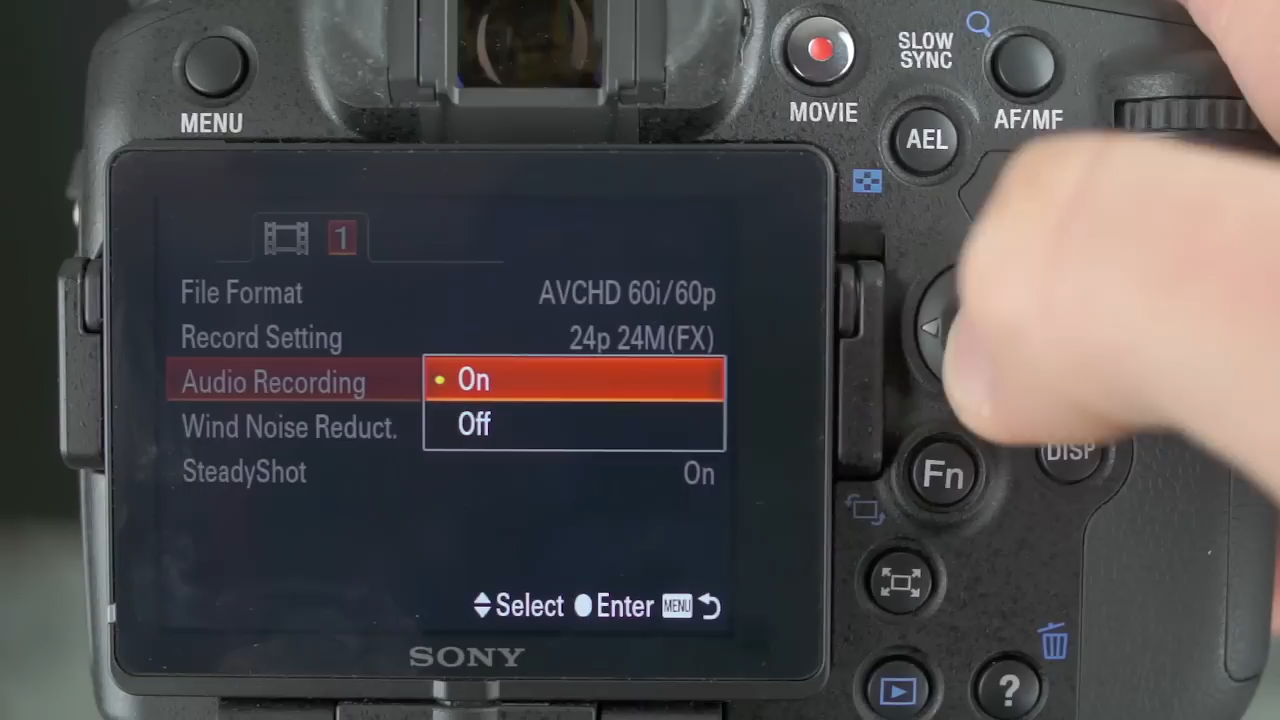 MENU
MOVIE
SLOW
SYNC
AF/MF
AEL
1
File Format AVCHD 60i/60p
Record Setting 24p 24M(FX)
Audio Recording On
Off
Wind Noise Reduct.
SteadyShot On
Select Enter MENU
SONY
Fn
DISP
?